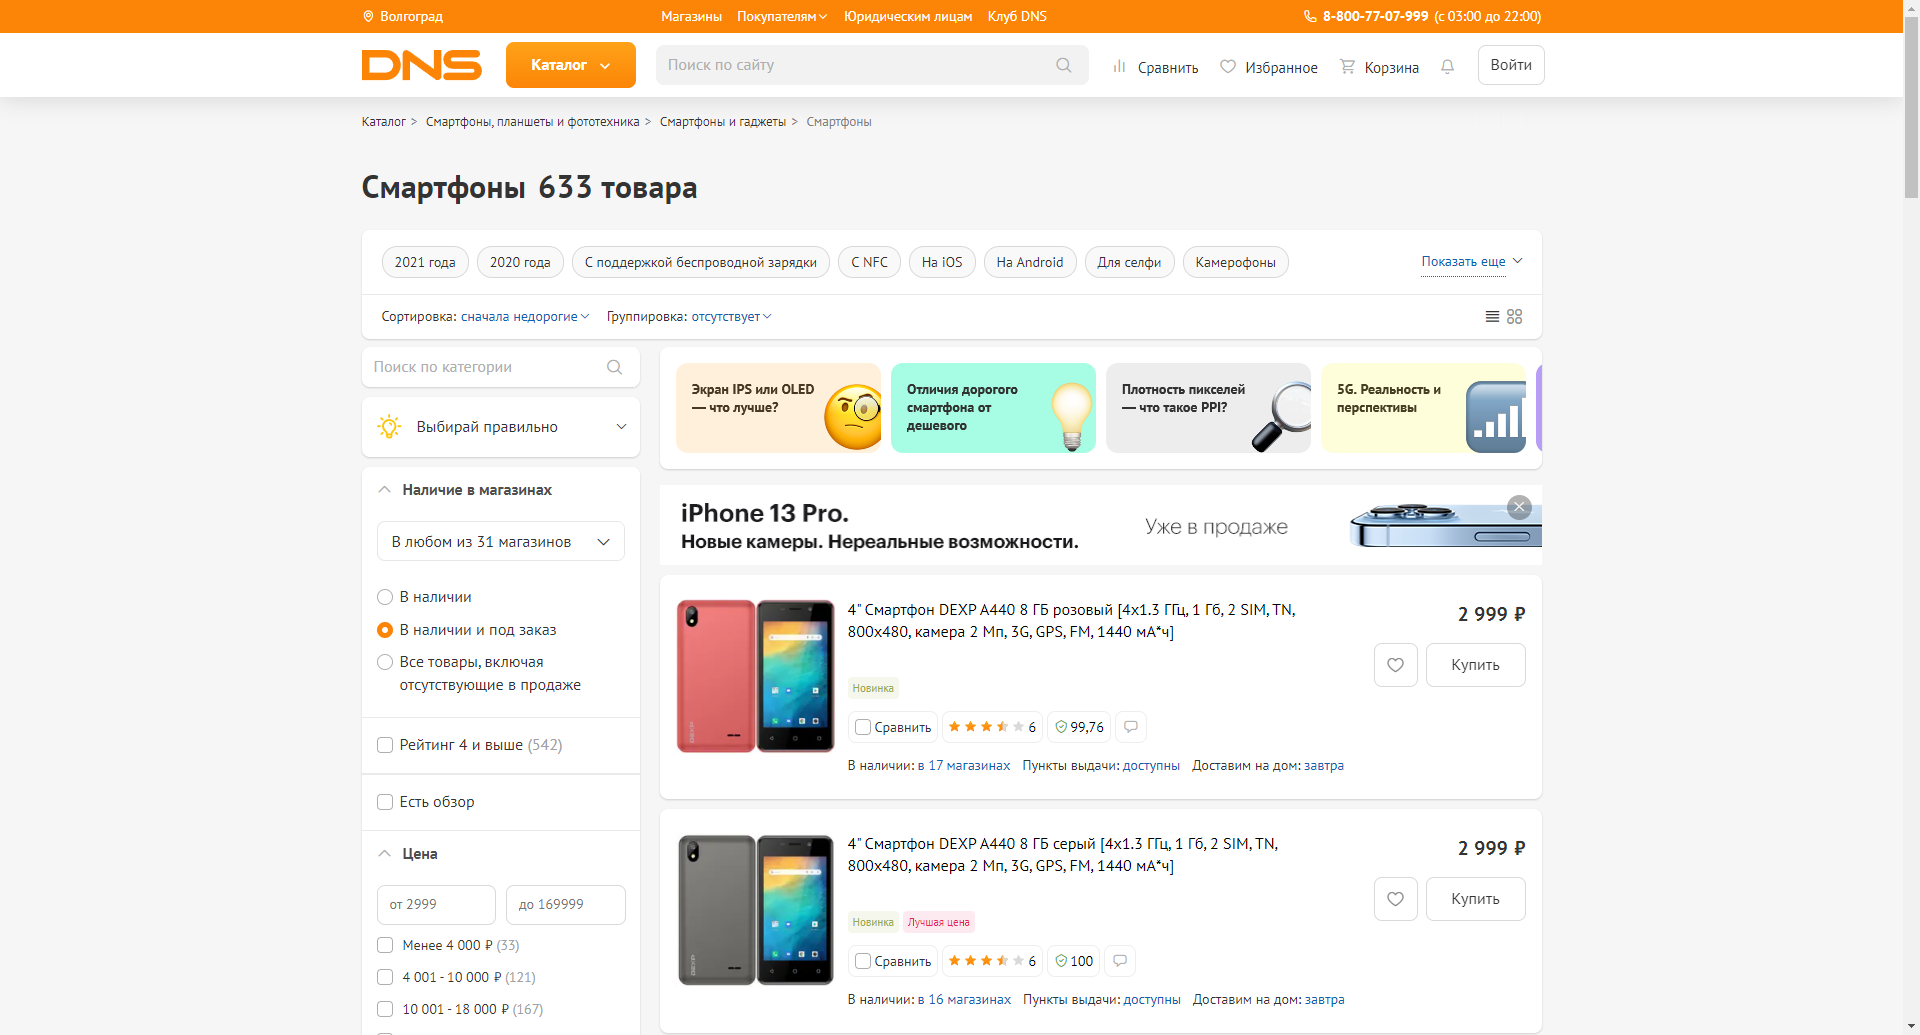 Волгоград
Магазины Покупателям Юридическим лицам Клуб DNS
8-800-77-07-999 (с 03:00 до 22:00)
DNS
Каталог
Поиск по сайту
Сравнить
Избранное
Корзина
Войти
Каталог > Смартфоны, планшеты и фототехника > Смартфоны и гаджеты > Смартфоны
Смартфоны 633 товара
2021 года
2020 года
С поддержкой беспроводной зарядки
С NFC
На iOS
На Android
Для селфи
Камерофоны
Показать еще
Сортировка: сначала недорогие
Группировка: отсутствует
Поиск по категории
Выбирай правильно
Наличие в магазинах
В любом из 31 магазинов
В наличии
В наличии и под заказ
Все товары, включая
отсутствующие в продаже
Рейтинг 4 и выше (542)
Есть обзор
Цена
от 2999
до 169999
Менее 4 000 ₽ (33)
4 001 - 10 000 ₽ (121)
10 001 - 18 000 ₽ (167)
Экран IPS или OLED
— что лучше?
Отличия дорогого
смартфона от
дешевого
Плотность пикселей
— что такое PPI?
5G. Реальность и
перспективы
iPhone 13 Pro.
Новые камеры. Нереальные возможности.
Уже в продаже
4" Смартфон DEXP A440 8 ГБ розовый [4x1.3 ГГц, 1 Гб, 2 SIM, TN,
800x480, камера 2 Мп, 3G, GPS, FM, 1440 мА*ч]
2 999 ₽
Купить
Новинка
Сравнить
6
99,76
В наличии: в 17 магазинах Пункты выдачи: доступны Доставим на дом: завтра
4" Смартфон DEXP A440 8 ГБ серый [4x1.3 ГГц, 1 Гб, 2 SIM, TN,
800x480, камера 2 Мп, 3G, GPS, FM, 1440 мА*ч]
2 999 ₽
Купить
Новинка
Лучшая цена
Сравнить
6
100
В наличии: в 16 магазинах Пункты выдачи: доступны Доставим на дом: завтра